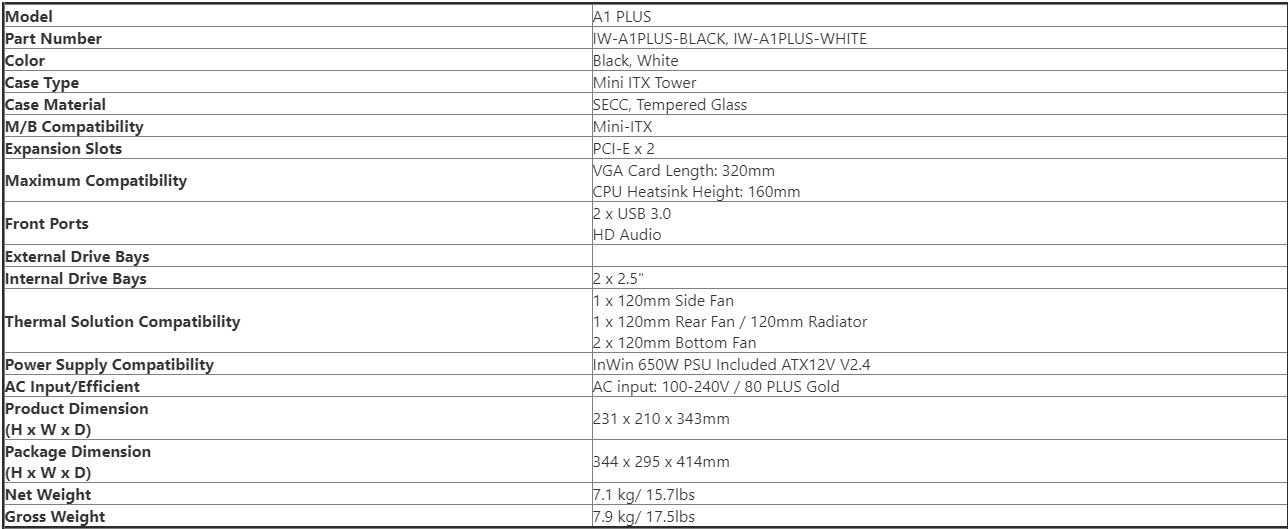 Model A1 PLUS
Part Number IW-A1PLUS-BLACK, IW-A1PLUS-WHITE
Color Black, White
Case Type Mini ITX Tower
Case Material SECC, Tempered Glass
M/B Compatibility Mini-ITX
Expansion Slots PCI-E x 2
Maximum Compatibility
VGA Card Length: 320mm
CPU Heatsink Height: 160mm
Front Ports
2 x USB 3.0
HD Audio
External Drive Bays
Internal Drive Bays 2 x 2.5"
Thermal Solution Compatibility
1 x 120mm Side Fan
1 x 120mm Rear Fan / 120mm Radiator
2 x 120mm Bottom Fan
Power Supply Compatibility InWin 650W PSU Included ATX12V V2.4
AC Input/Efficient AC input: 100-240V / 80 PLUS Gold
Product Dimension
(H x W x D)
231 x 210 x 343mm
Package Dimension
(H x W x D)
344 x 295 x 414mm
Net Weight 7.1 kg/ 15.7lbs
Gross Weight 7.9 kg/ 17.5lbs